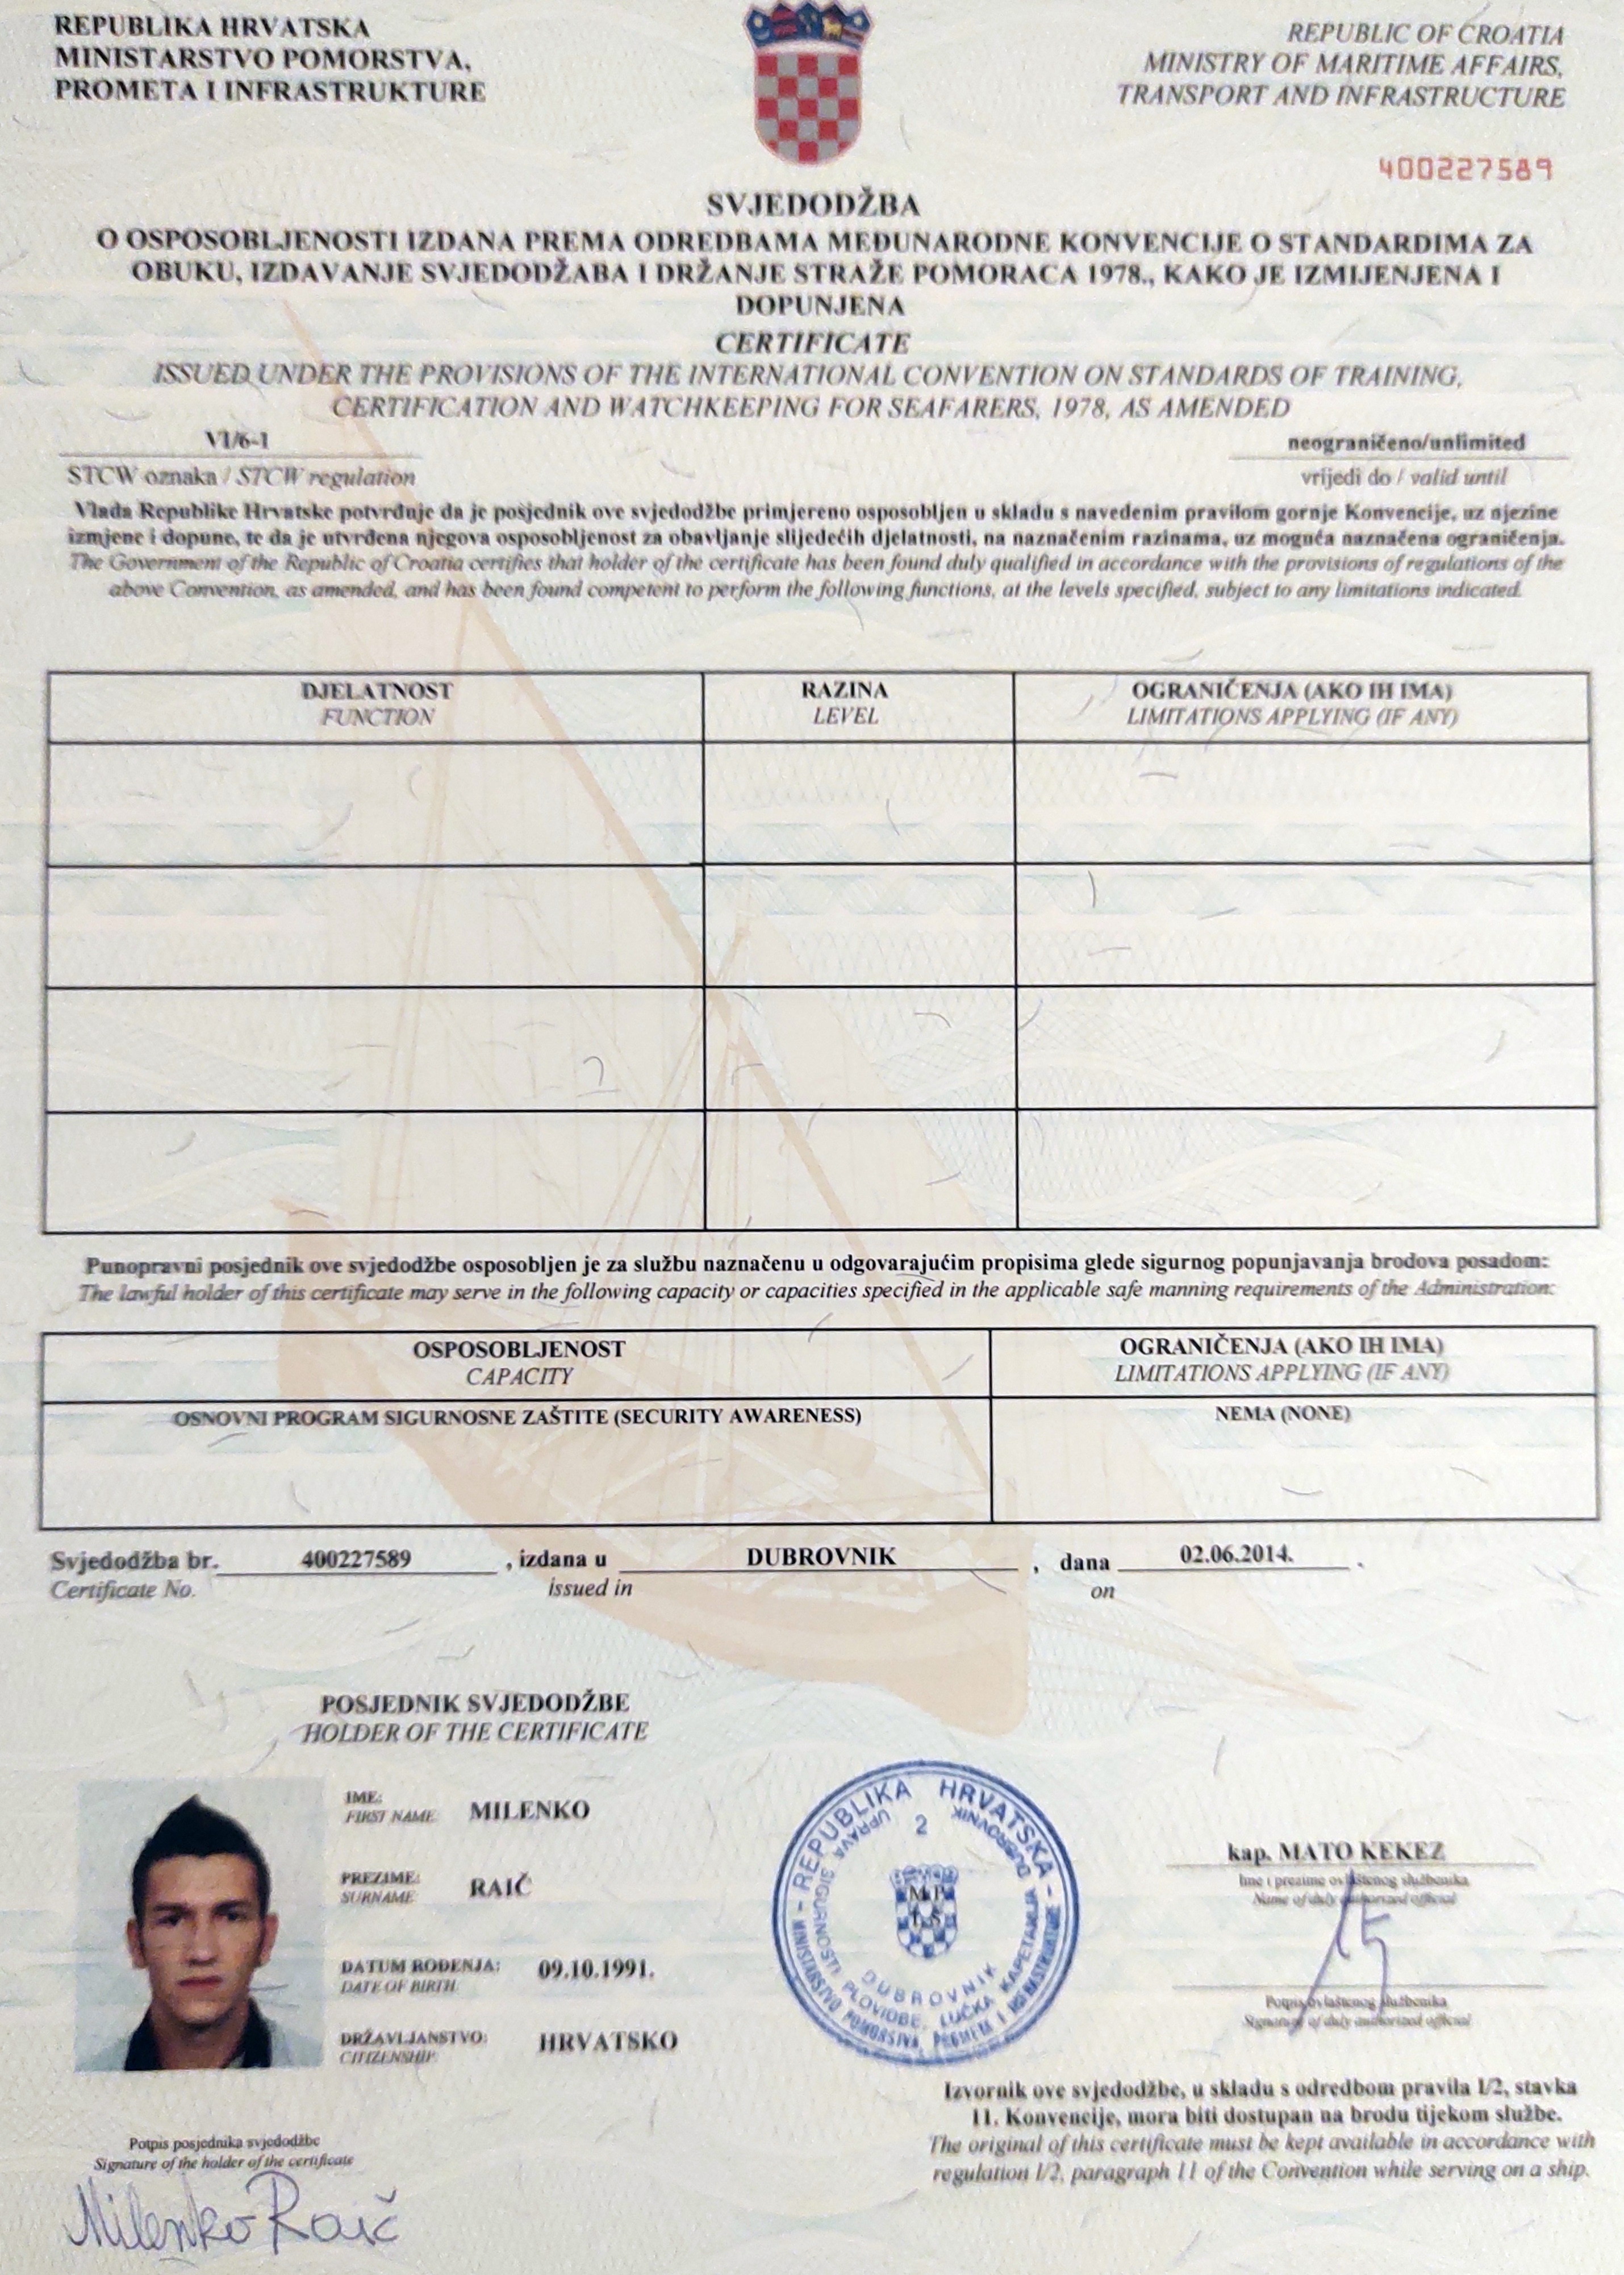 REPUBLIKA HRVATSKA
MINISTARSTVO POMORSTVA,
PROMETA I INFRASTRUKTURE
REPUBLIC OF CROATIA
MINISTRY OF MARITIME AFFAIRS,
TRANSPORT AND INFRASTRUCTURE
400227589
SVJEDODŽBA
O OSPOSOBLJENOSTI IZDANA PREMA ODREDBAMA MEĐUNARODNE KONVENCIJE O STANDARDIMA ZA
OBUKU, IZDAVANJE SVJEDODŽABA I DRŽANJE STRAŽE POMORACA 1978., KAKO JE IZMIJENJENA I
DOPUNJENA
CERTIFICATE
ISSUED UNDER THE PROVISIONS OF THE INTERNATIONAL CONVENTION ON STANDARDS OF TRAINING,
CERTIFICATION AND WATCHKEEPING FOR SEAFARERS, 1978, AS AMENDED
VI/6-1
STCW oznaka / STCW regulation
neograničeno/unlimited
vrijedi do / valid until
Vlada Republike Hrvatske potvrđuje da je posjednik ove svjedodžbe primjereno osposobljen u skladu s navedenim pravilom gornje Konvencije, uz njezine
izmjene i dopune, te da je utvrđena njegova osposobljenost za obavljanje slijedećih djelatnosti, na naznačenim razinama, uz moguća naznačena ograničenja.
The Government of the Republic of Croatia certifies that holder of the certificate has been found duly qualified in accordance with the provisions of regulations of the
above Convention, as amended, and has been found competent to perform the following functions, at the levels specified, subject to any limitations indicated.
DJELATNOST RAZINA OGRANIČENJA (AKO IH IMA)
FUNCTION LEVEL LIMITATIONS APPLYING (IF ANY)
Punopravni posjednik ove svjedodžbe osposobljen je za službu naznačenu u odgovarajućim propisima glede sigurnog popunjavanja brodova posadom:
The lawful holder of this certificate may serve in the following capacity or capacities specified in the applicable safe manning requirements of the Administration:
OSPOSOBLJENOST OGRANIČENJA (AKO IH IMA)
CAPACITY LIMITATIONS APPLYING (IF ANY)
OSNOVNI PROGRAM SIGURNOSNE ZAŠTITE (SECURITY AWARENESS) NEMA (NONE)
Svjedodžba br. 400227589 , izdana u DUBROVNIK , dana 02.06.2014. .
Certificate No. issued in on
POSJEDNIK SVJEDODŽBE
HOLDER OF THE CERTIFICATE
IME: MILENKO
FIRST NAME
PREZIME: RAIČ
SURNAME
DATUM ROĐENJA: 09.10.1991.
DATE OF BIRTH
DRŽAVLJANSTVO: HRVATSKO
CITIZENSHIP
REPUBLIKA HRVATSKA
MINISTARSTVO POMORSTVA, PROMETA I INFRASTRUKTURE
UPRAVA SIGURNOSTI PLOVIDBE, LUČKA KAPETANIJA DUBROVNIK
2
DUBROVNIK
kap. MATO KEKEZ
Ime i prezime ovlaštenog službenika
Name of duly authorized official
Potpis ovlaštenog službenika
Signature of duly authorized official
Izvornik ove svjedodžbe, u skladu s odredbom pravila I/2, stavka
11. Konvencije, mora biti dostupan na brodu tijekom službe.
The original of this certificate must be kept available in accordance with
regulation I/2, paragraph 11 of the Convention while serving on a ship.
Potpis posjednika svjedodžbe
Signature of the holder of the certificate
Milenko Raič